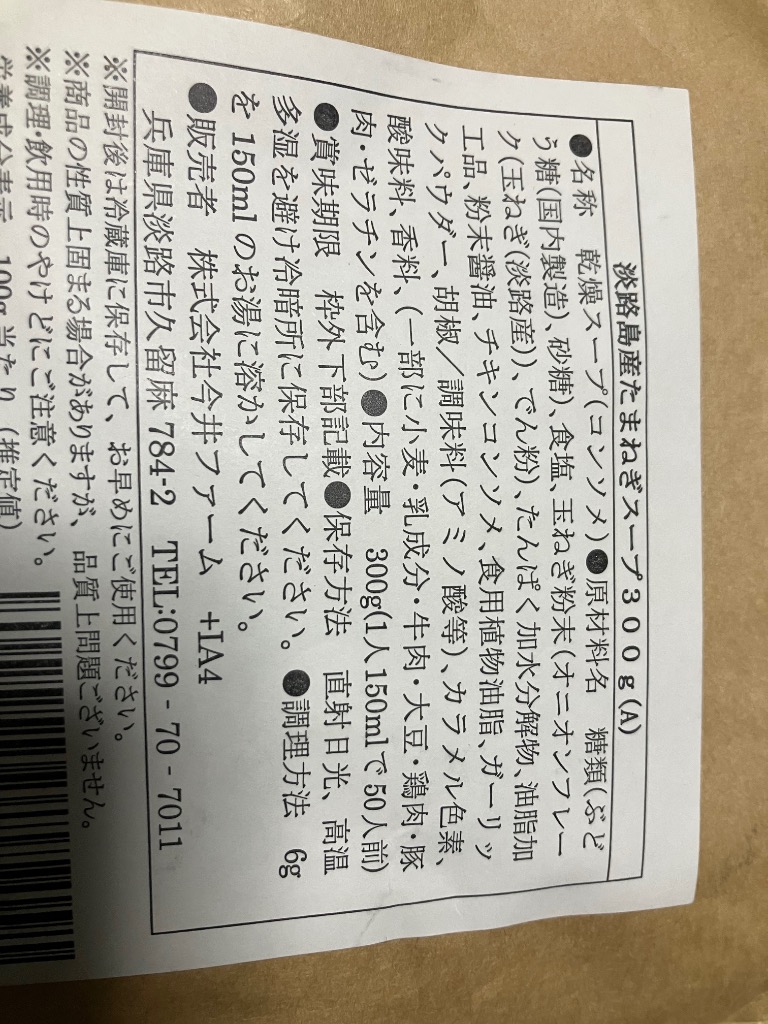 淡路島産たまねぎスープ３００ｇ(A)
●名称　乾燥スープ(コンソメ)●原材料名　糖類(ぶど
う糖(国内製造)、砂糖)、食塩、玉ねぎ粉末(オニオンフレー
ク(玉ねぎ(淡路産))、でん粉)、たんぱく加水分解物、油脂加
工品、粉末醤油、チキンコンソメ、食用植物油脂、ガーリッ
クパウダー、胡椒／調味料(アミノ酸等)、カラメル色素、
酸味料、香料、(一部に小麦・乳成分・牛肉・大豆・鶏肉・豚
肉・ゼラチンを含む)●内容量　300g(1人150mlで50人前)
●賞味期限　枠外下部記載●保存方法　直射日光、高温
多湿を避け冷暗所に保存してください。●調理方法　6g
を150mlのお湯に溶かしてください。
●販売者　株式会社今井ファーム　+IA4
兵庫県淡路市久留麻784-2　TEL:0799-70-7011
※開封後は冷蔵庫に保存して、お早めにご使用ください。
※商品の性質上固まる場合がありますが、品質上問題ございません。
※調理・飲用時のやけどにご注意ください。
栄養成分表示　100g当たり（推定値）